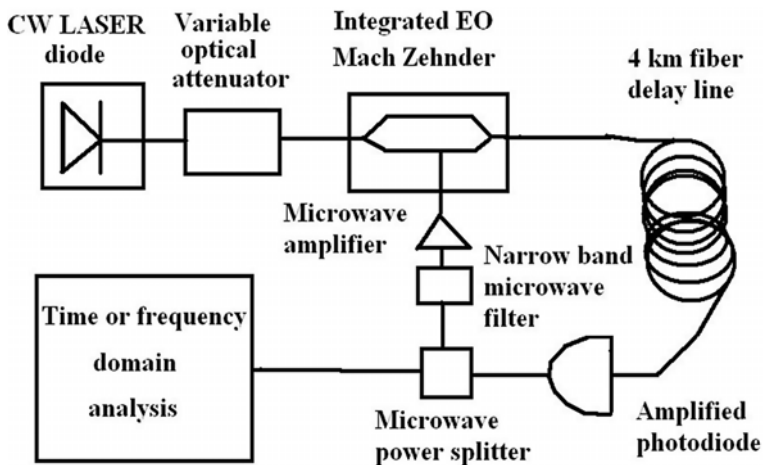 CW LASER
diode
Variable
optical
attenuator
Integrated EO
Mach Zehnder
4 km fiber
delay line
Microwave
amplifier
Narrow band
microwave
filter
Time or frequency
domain
analysis
Microwave
power splitter
Amplified
photodiode